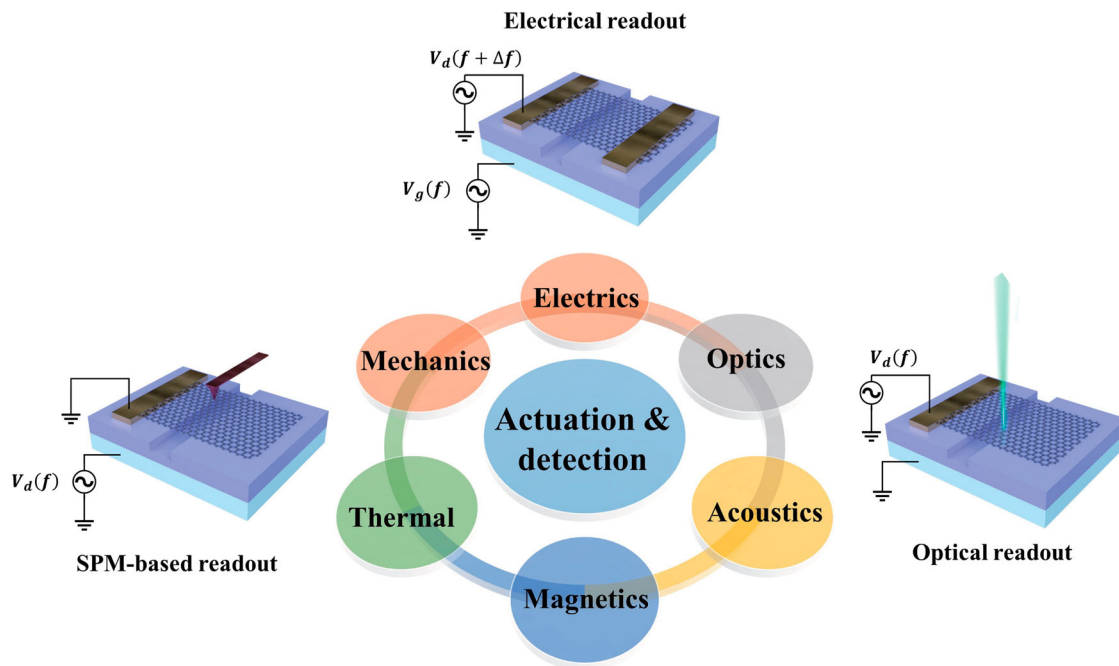 Electrical readout
V_d(f + Δf)
V_g(f)
Electrics
Mechanics
Optics
Actuation &
detection
Thermal
Acoustics
Magnetics
V_d(f)
SPM-based readout
V_d(f)
Optical readout